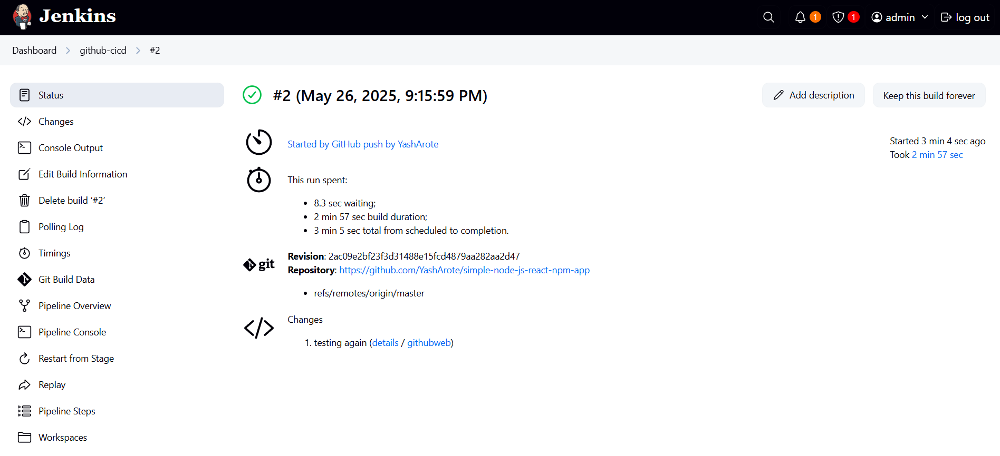 Jenkins
1
1
admin
log out
Dashboard
github-cicd
#2
Status
Changes
Console Output
Edit Build Information
Delete build ‘#2’
Polling Log
Timings
Git Build Data
Pipeline Overview
Pipeline Console
Restart from Stage
Replay
Pipeline Steps
Workspaces
#2 (May 26, 2025, 9:15:59 PM)
Add description
Keep this build forever
Started by GitHub push by YashArote
Started 3 min 4 sec ago
Took 2 min 57 sec
This run spent:
• 8.3 sec waiting;
• 2 min 57 sec build duration;
• 3 min 5 sec total from scheduled to completion.
git
Revision: 2ac09e2bf23f3d31488e15fcd4879aa282aa2d47
Repository: https://github.com/YashArote/simple-node-js-react-npm-app
• refs/remotes/origin/master
Changes
1. testing again (details / githubweb)